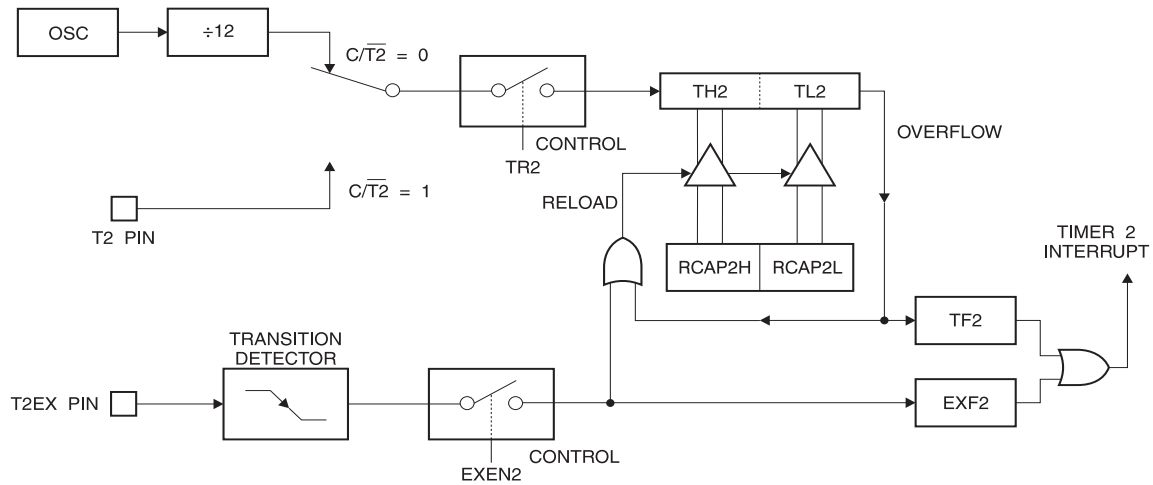 OSC
÷12
C/T2̅ = 0
TH2
TL2
OVERFLOW
CONTROL
TR2
C/T2̅ = 1
T2 PIN
RELOAD
RCAP2H
RCAP2L
TIMER 2
INTERRUPT
TF2
TRANSITION
DETECTOR
T2EX PIN
EXF2
CONTROL
EXEN2